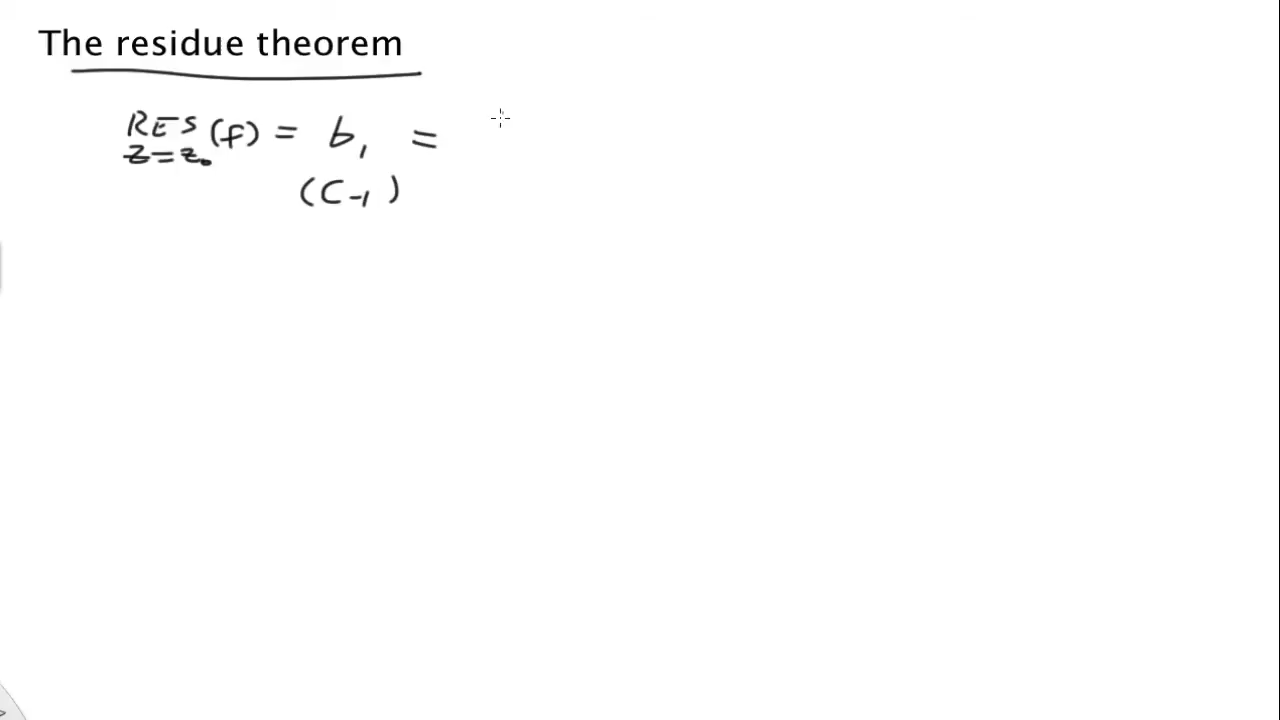 The residue theorem
RES (f) = b₁ =
z=z₀
(C₋₁)